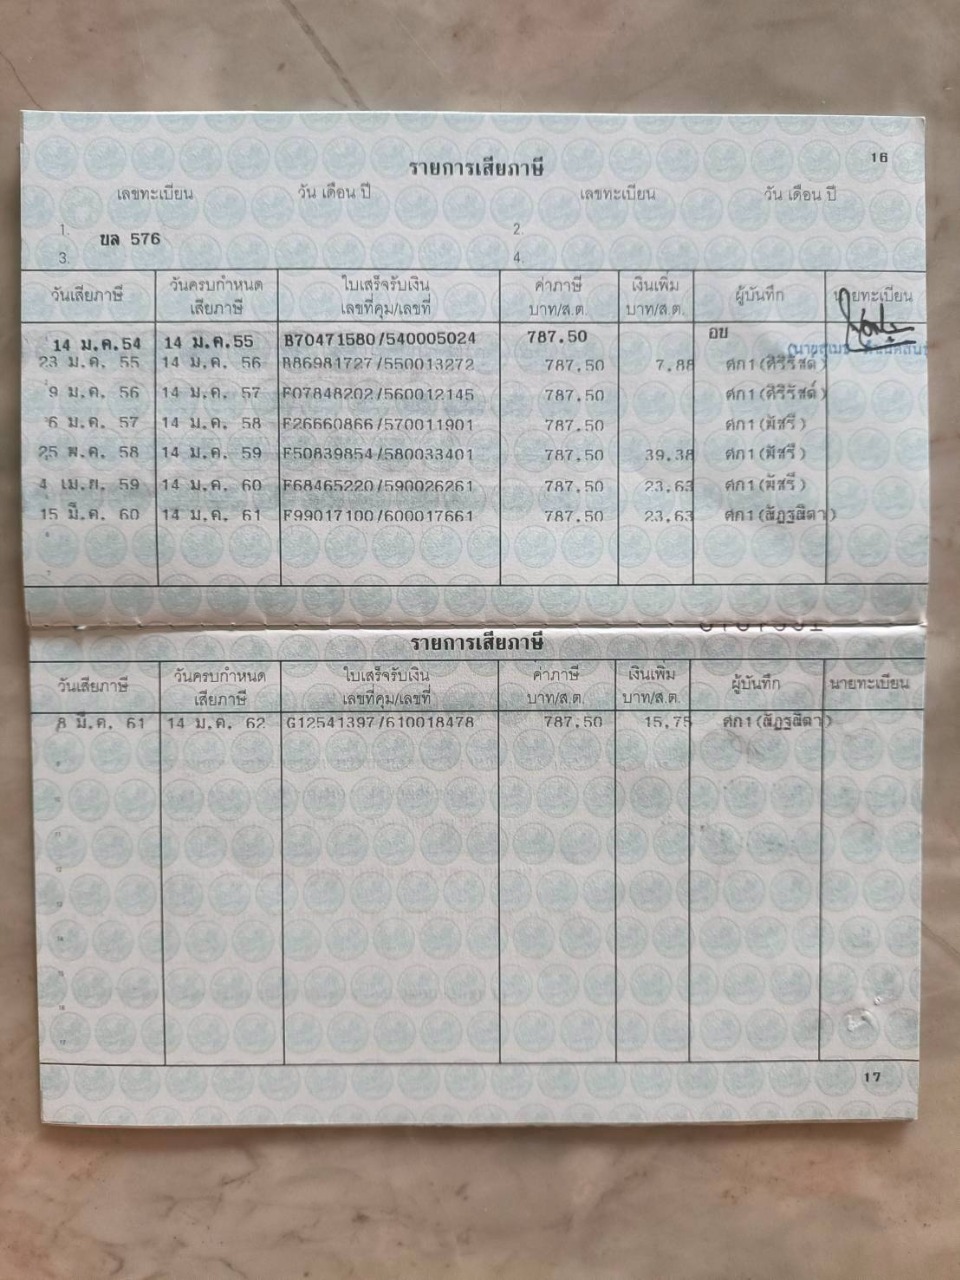 16
รายการเสียภาษี
เลขทะเบียน วัน เดือน ปี เลขทะเบียน วัน เดือน ปี
1. 2.
ขล 576
3. 4.
วันเสียภาษี วันครบกำหนด เสียภาษี ใบเสร็จรับเงิน เลขที่คุม/เลขที่ ค่าภาษี บาท/ส.ต. เงินเพิ่ม บาท/ส.ต. ผู้บันทึก นายทะเบียน
14 ม.ค.54 14 ม.ค.55 B70471580/540005024 787.50 อข
23 ม.ค. 55 14 ม.ค. 56 B86981727/550013272 787.50 7.88 ศก1(ศิริรัสต์)
9 ม.ค. 56 14 ม.ค. 57 F07848202/560012145 787.50 ศก1(ศิริรัสต์)
6 ม.ค. 57 14 ม.ค. 58 F26660866/570011901 787.50 ศก1(พัสรี)
25 พ.ค. 58 14 ม.ค. 59 F50839854/580033401 787.50 39.38 ศก1(พัสรี)
4 เม.ย. 59 14 ม.ค. 60 F68465220/590026261 787.50 23.63 ศก1(พัสรี)
15 มี.ค. 60 14 ม.ค. 61 F99017100/600017661 787.50 23.63 ศก1(ลัฏฐสิตา)
รายการเสียภาษี
วันเสียภาษี วันครบกำหนด เสียภาษี ใบเสร็จรับเงิน เลขที่คุม/เลขที่ ค่าภาษี บาท/ส.ต. เงินเพิ่ม บาท/ส.ต. ผู้บันทึก นายทะเบียน
8 มี.ค. 61 14 ม.ค. 62 G12541397/610018478 787.50 15.75 ศก1(ลัฏฐสิตา)
17